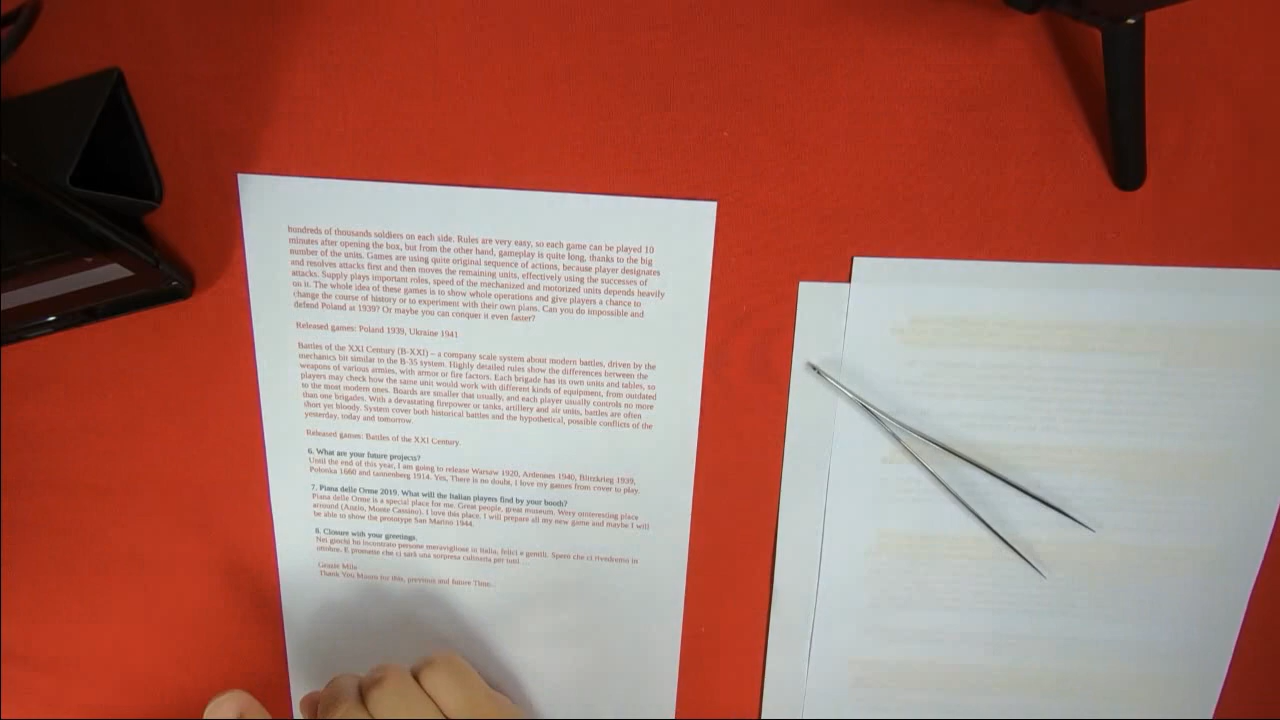 hundreds of thousands soldiers on each side. Rules are very easy, so each game can be played 10
minutes after opening the box, but from the other hand, gameplay is quite long, thanks to the big
number of the units. Games are using quite original sequence of actions, because player designates
and resolves attacks first and then moves the remaining units, effectively using the successes of
attacks. Supply plays important roles, speed of the mechanized and motorized units depends heavily
on it. The whole idea of these games is to show whole operations and give players a chance to
change the course of history or to experiment with their own plans. Can you do impossible and
defend Poland at 1939? Or maybe you can conquer it even faster?
Released games: Poland 1939, Ukraine 1941
Battles of the XXI Century (B-XXI) – a company scale system about modern battles, driven by the
mechanics bit similar to the B-35 system. Highly detailed rules show the differences between the
weapons of various armies, with armor or fire factors. Each brigade has its own units and tables, so
players may check how the same unit would work with different kinds of equipment, from outdated
to the most modern ones. Boards are smaller that usually, and each player usually controls no more
than one brigades. With a devastating firepower or tanks, artillery and air units, battles are often
short yet bloody. System cover both historical battles and the hypothetical, possible conflicts of the
yesterday, today and tomorrow.
Released games: Battles of the XXI Century.
6. What are your future projects?
Until the end of this year, I am going to release Warsaw 1920, Ardennes 1940, Blitzkrieg 1939,
Polonka 1660 and tannenberg 1914. Yes, There is no doubt, I love my games from cover to play.
7. Piana delle Orme 2019. What will the Italian players find by your booth?
Piana delle Orme is a special place for me. Great people, great museum. Wery interesting place
arround (Anzio, Monte Cassino). I love this place. I will prepare all my new game and maybe I will
be able to show the prototype San Marino 1944.
8. Closure with your greetings.
Nei giochi ho incontrato persone meravigliose in Italia, felici e gentili. Spero che ci rivedremo in
ottobre. E promette che ci sarà una sorpresa culinaria per tutti ...
Grazie Mila
Thank You Mauro for this, previous and future Time..